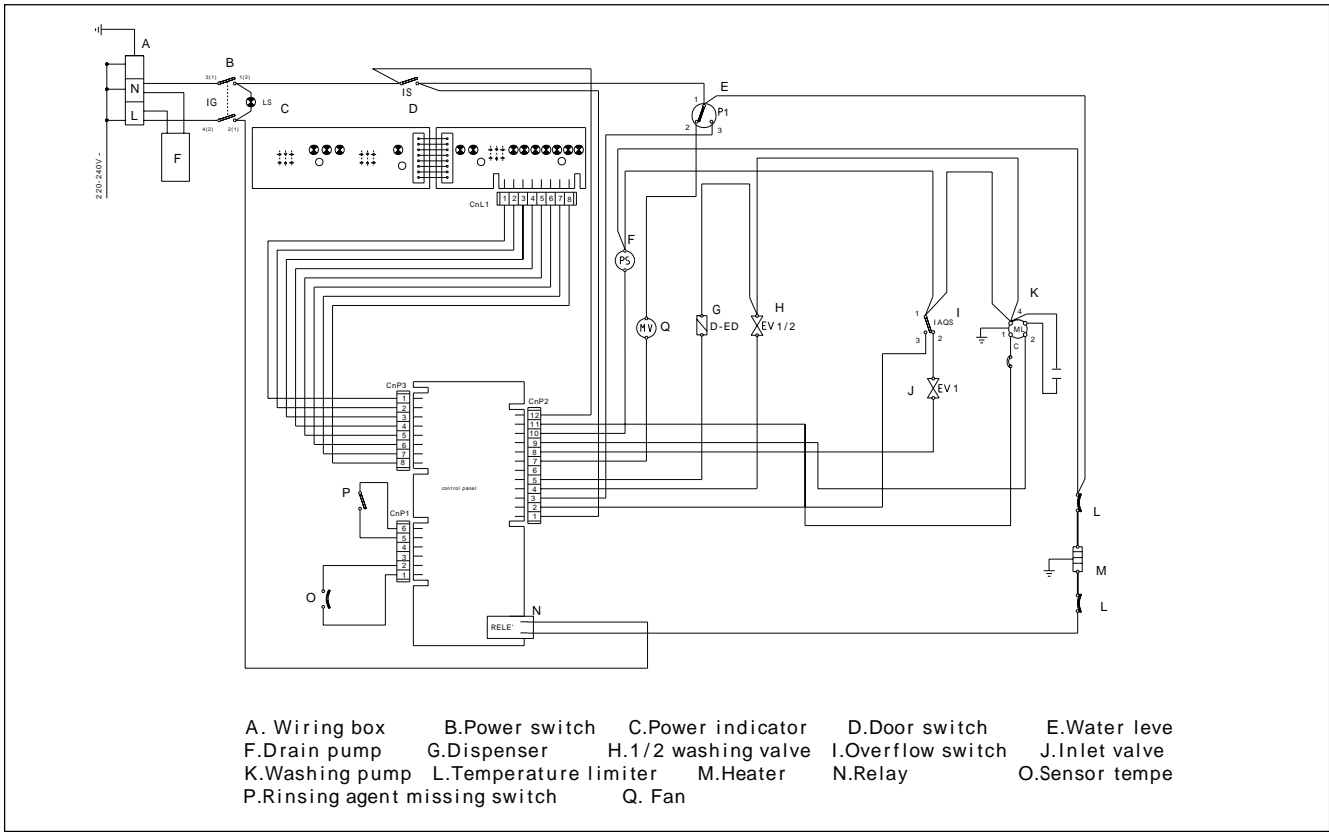 A
B
3(1) 1(2)
E
N
IG
LS
C
IS
D
1
P1
L
4(2) 2(1)
2 3
F
220-240V~
CnL1
1 2 3 4 5 6 7 8
F
PS
G
H
K
Q
MV
D-ED
EV1/2
1
IAQS
I
4
ML
1 2
3 2
C
J
EV1
CnP3
CnP2
1
2
3
4
5
6
7
8
12
11
10
9
8
7
6
5
4
3
2
1
control panel
P
CnP1
6
5
4
3
2
1
L
M
O
N
L
RELE'
A. Wiring box B.Power switch C.Power indicator D.Door switch E.Water leve
F.Drain pump G.Dispenser H.1/2 washing valve I.Overflow switch J.Inlet valve
K.Washing pump L.Temperature limiter M.Heater N.Relay O.Sensor tempe
P.Rinsing agent missing switch Q. Fan